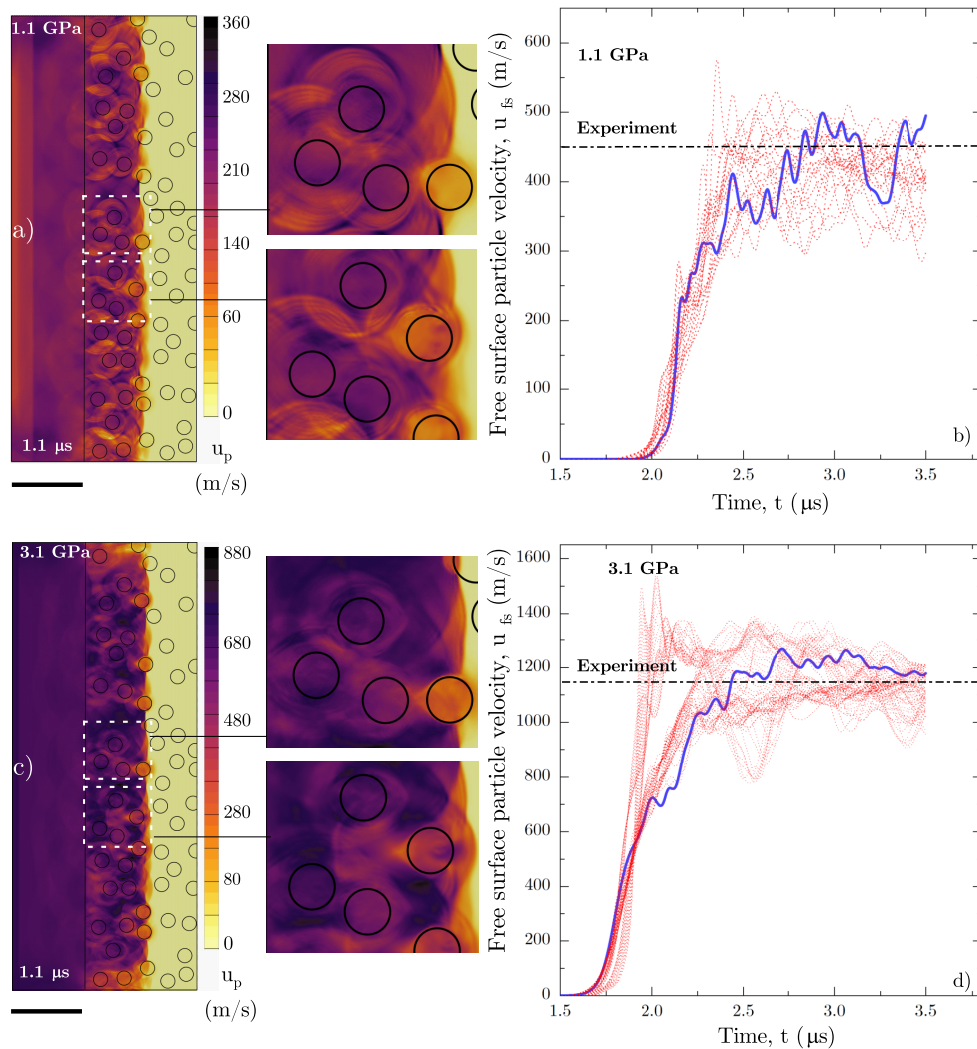 1.1 GPa
a)
1.1 μs
360
280
210
140
60
0
u_p
(m/s)
Free surface particle velocity, u_fs (m/s)
600
500
400
300
200
100
0
1.1 GPa
Experiment
b)
1.5
2.0
2.5
3.0
3.5
Time, t (μs)
3.1 GPa
c)
1.1 μs
880
680
480
280
80
0
u_p
(m/s)
Free surface particle velocity, u_fs (m/s)
1600
1400
1200
1000
800
600
400
200
0
3.1 GPa
Experiment
d)
1.5
2.0
2.5
3.0
3.5
Time, t (μs)